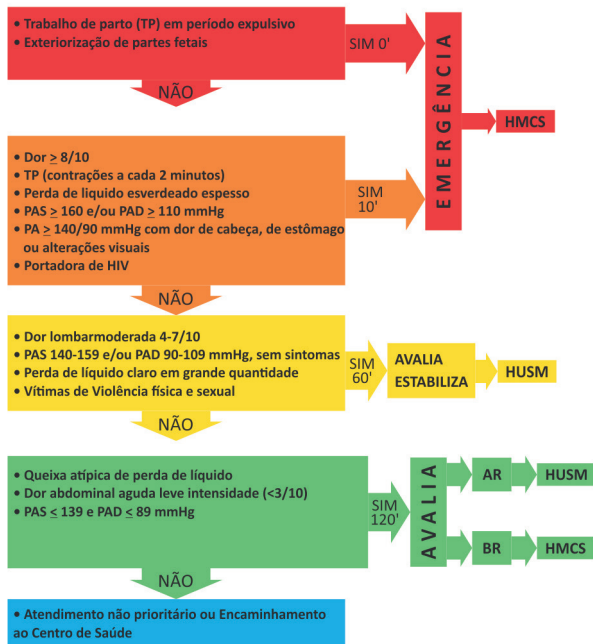 • Trabalho de parto (TP) em período expulsivo
• Exteriorização de partes fetais
SIM 0'
EMERGÊNCIA
HMCS
NÃO
• Dor ≥ 8/10
• TP (contrações a cada 2 minutos)
• Perda de liquido esverdeado espesso
• PAS ≥ 160 e/ou PAD ≥ 110 mmHg
• PA ≥ 140/90 mmHg com dor de cabeça, de estômago
ou alterações visuais
• Portadora de HIV
SIM
10'
NÃO
• Dor lombarmoderada 4-7/10
• PAS 140-159 e/ou PAD 90-109 mmHg, sem sintomas
• Perda de líquido claro em grande quantidade
• Vítimas de Violência física e sexual
SIM
60'
AVALIA
ESTABILIZA
HUSM
NÃO
• Queixa atípica de perda de líquido
• Dor abdominal aguda leve intensidade (<3/10)
• PAS ≤ 139 e PAD ≤ 89 mmHg
SIM
120'
AVALIA
AR
HUSM
BR
HMCS
NÃO
• Atendimento não prioritário ou Encaminhamento
ao Centro de Saúde